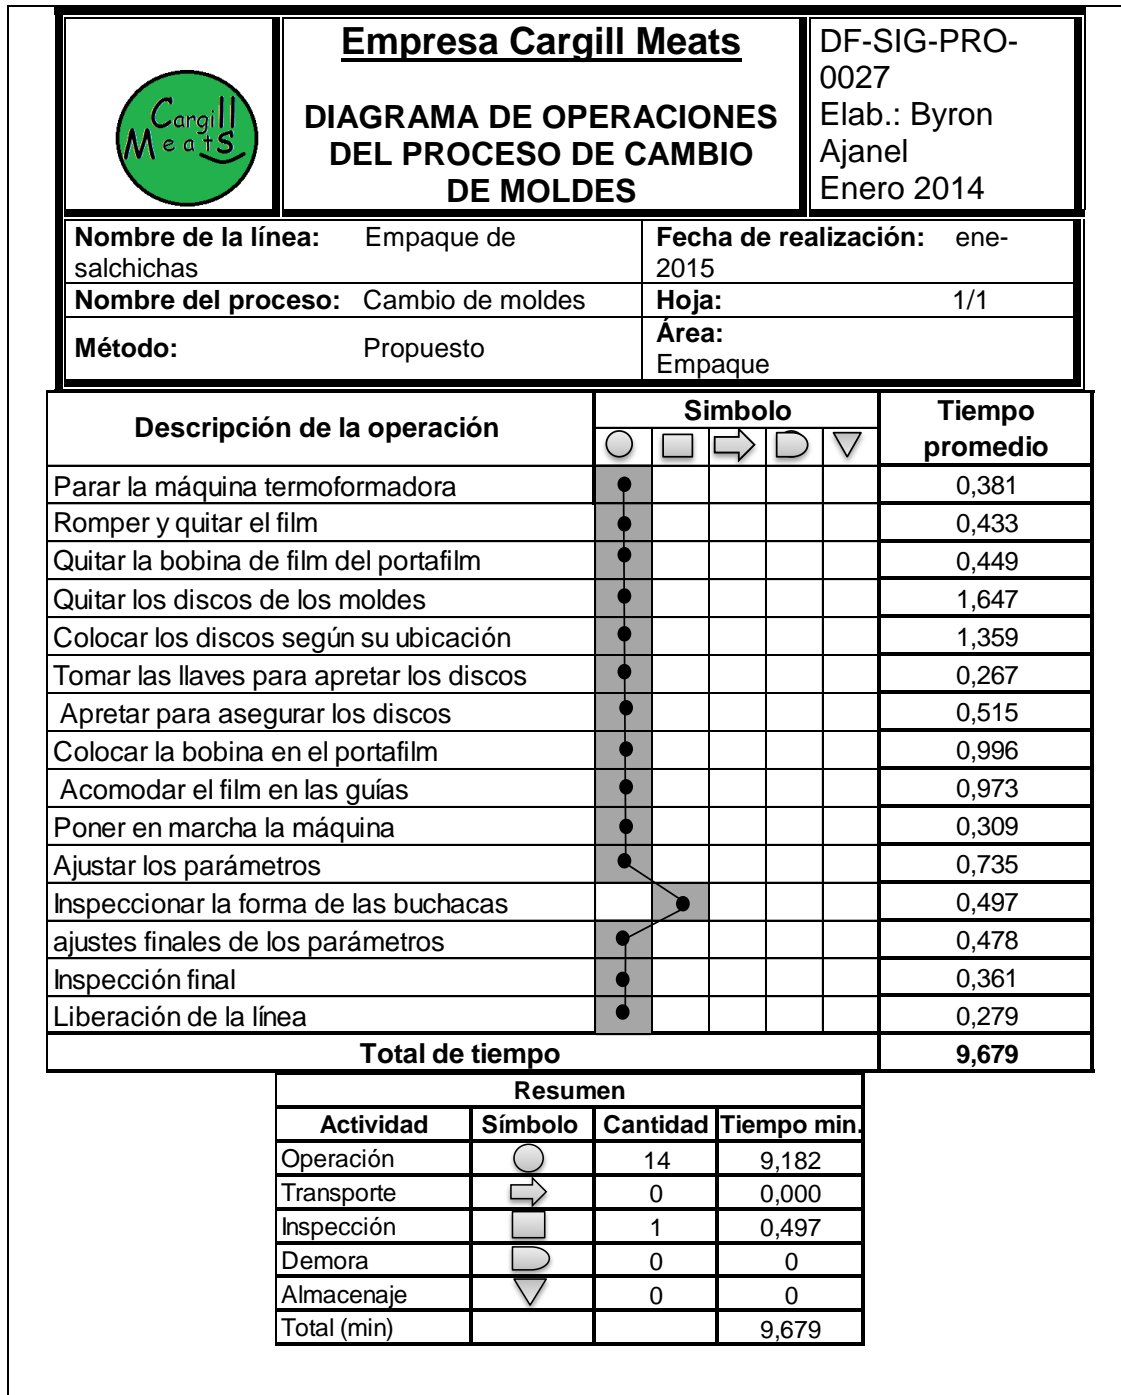 Cargill
Meats
Empresa Cargill Meats
DIAGRAMA DE OPERACIONES
DEL PROCESO DE CAMBIO
DE MOLDES
DF-SIG-PRO-
0027
Elab.: Byron
Ajanel
Enero 2014
Nombre de la línea: Empaque de
salchichas
Fecha de realización: ene-
2015
Nombre del proceso: Cambio de moldes
Hoja: 1/1
Método: Propuesto
Área:
Empaque
Descripción de la operación
Simbolo
Tiempo
promedio
Parar la máquina termoformadora 0,381
Romper y quitar el film 0,433
Quitar la bobina de film del portafilm 0,449
Quitar los discos de los moldes 1,647
Colocar los discos según su ubicación 1,359
Tomar las llaves para apretar los discos 0,267
Apretar para asegurar los discos 0,515
Colocar la bobina en el portafilm 0,996
Acomodar el film en las guías 0,973
Poner en marcha la máquina 0,309
Ajustar los parámetros 0,735
Inspeccionar la forma de las buchacas 0,497
ajustes finales de los parámetros 0,478
Inspección final 0,361
Liberación de la línea 0,279
Total de tiempo 9,679
Resumen
Actividad Símbolo Cantidad Tiempo min.
Operación 14 9,182
Transporte 0 0,000
Inspección 1 0,497
Demora 0 0
Almacenaje 0 0
Total (min) 9,679